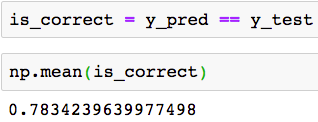 is_correct = y_pred == y_test
np.mean(is_correct)
0.7834239639977498